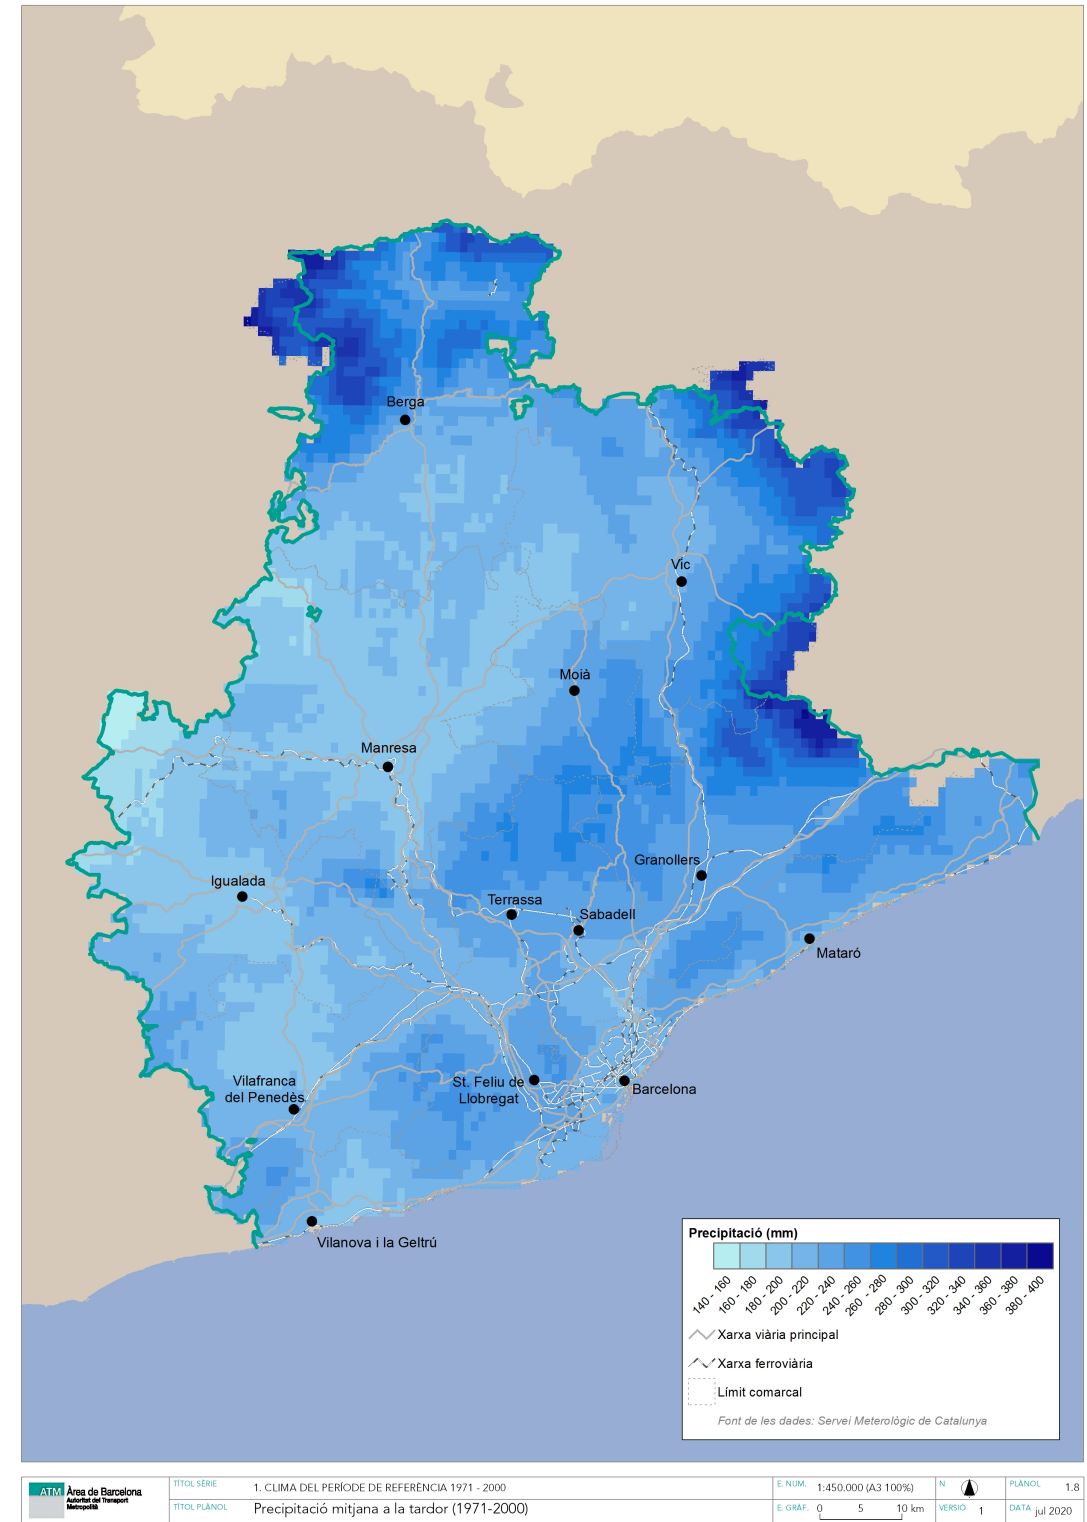 Berga
Vic
Moià
Manresa
Granollers
Igualada
Terrassa
Sabadell
Mataró
Vilafranca
del Penedès
St. Feliu de
Llobregat
Barcelona
Vilanova i la Geltrú
Precipitació (mm)
140 - 160
160 - 180
180 - 200
200 - 220
220 - 240
240 - 260
260 - 280
280 - 300
300 - 320
320 - 340
340 - 360
360 - 380
380 - 400
Xarxa viària principal
Xarxa ferroviària
Límit comarcal
Font de les dades: Servei Meterològic de Catalunya
ATM Àrea de Barcelona
Autoritat del Transport
Metropolità
TÍTOL SÈRIE 1. CLIMA DEL PERÍODE DE REFERÈNCIA 1971 - 2000
TÍTOL PLÀNOL Precipitació mitjana a la tardor (1971-2000)
E. NUM. 1:450.000 (A3 100%)
E. GRÀF. 0 5 10 km
N
VERSIÓ 1
PLÀNOL 1.8
DATA jul 2020